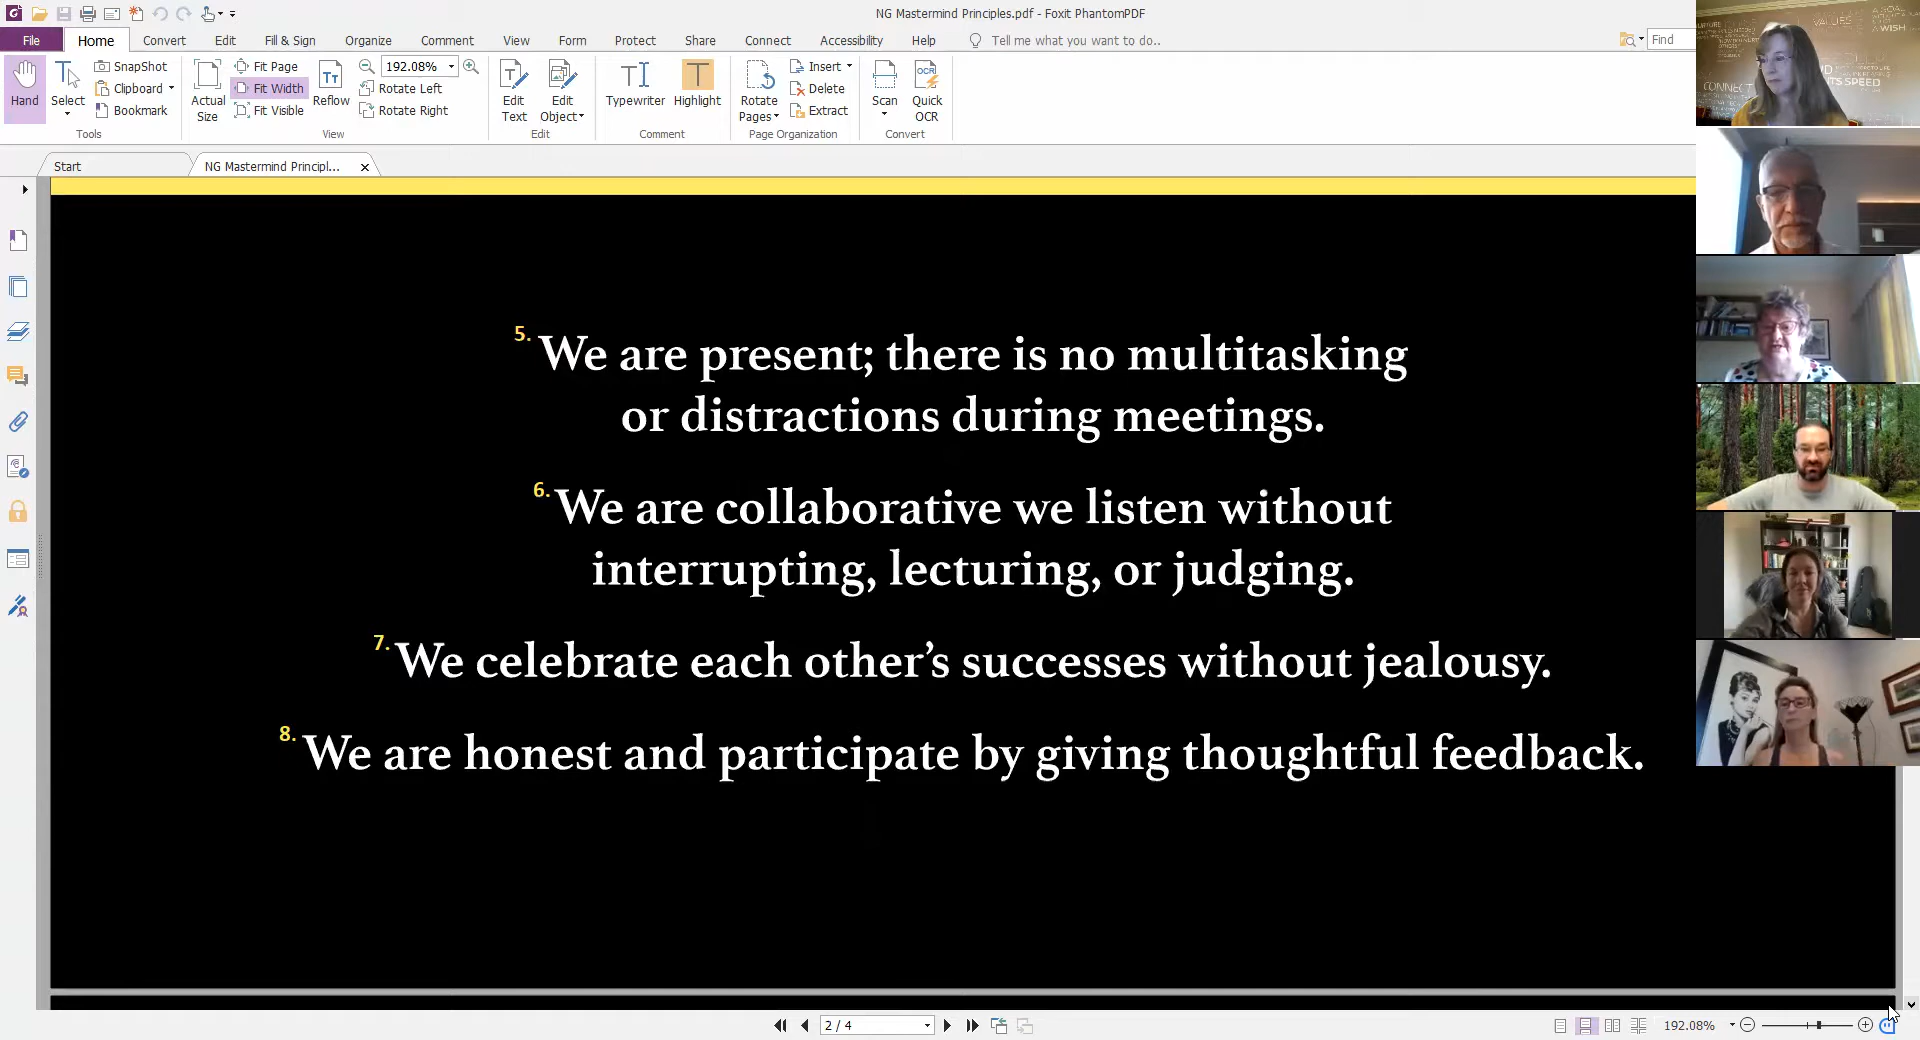 NG Mastermind Principles.pdf - Foxit PhantomPDF
File Home Convert Edit Fill & Sign Organize Comment View Form Protect Share Connect Accessibility Help Tell me what you want to do.. Find
Hand
Select
SnapShot
Clipboard
Bookmark
Tools
Actual Size
Fit Page
Fit Width
Fit Visible
Reflow
192.08%
Rotate Left
Rotate Right
View
Edit Text
Edit Object
Edit
Typewriter
Highlight
Comment
Rotate Pages
Insert
Delete
Extract
Page Organization
Scan
Quick OCR
Convert
Start
NG Mastermind Principl...
5. We are present; there is no multitasking
or distractions during meetings.
6. We are collaborative we listen without
interrupting, lecturing, or judging.
7. We celebrate each other’s successes without jealousy.
8. We are honest and participate by giving thoughtful feedback.
VALUES
A GOAL
A WISH
CONNECT
SPEED
2 / 4
192.08%